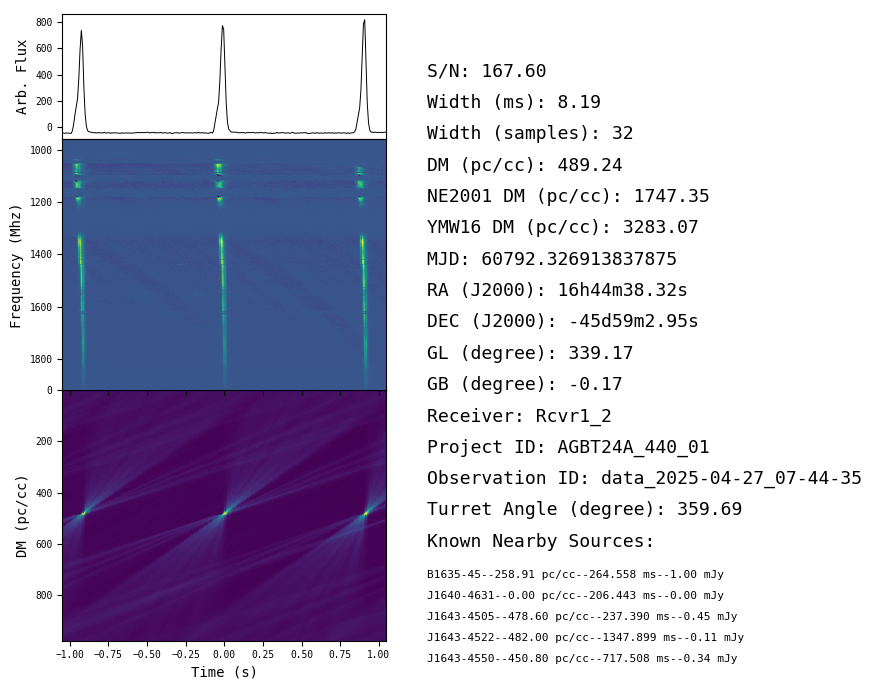 800
600
400
200
0
Arb. Flux
1000
1200
1400
1600
1800
Frequency (Mhz)
0
200
400
600
800
DM (pc/cc)
−1.00 −0.75 −0.50 −0.25 0.00 0.25 0.50 0.75 1.00
Time (s)
S/N: 167.60
Width (ms): 8.19
Width (samples): 32
DM (pc/cc): 489.24
NE2001 DM (pc/cc): 1747.35
YMW16 DM (pc/cc): 3283.07
MJD: 60792.326913837875
RA (J2000): 16h44m38.32s
DEC (J2000): -45d59m2.95s
GL (degree): 339.17
GB (degree): -0.17
Receiver: Rcvr1_2
Project ID: AGBT24A_440_01
Observation ID: data_2025-04-27_07-44-35
Turret Angle (degree): 359.69
Known Nearby Sources:
B1635-45--258.91 pc/cc--264.558 ms--1.00 mJy
J1640-4631--0.00 pc/cc--206.443 ms--0.00 mJy
J1643-4505--478.60 pc/cc--237.390 ms--0.45 mJy
J1643-4522--482.00 pc/cc--1347.899 ms--0.11 mJy
J1643-4550--450.80 pc/cc--717.508 ms--0.34 mJy